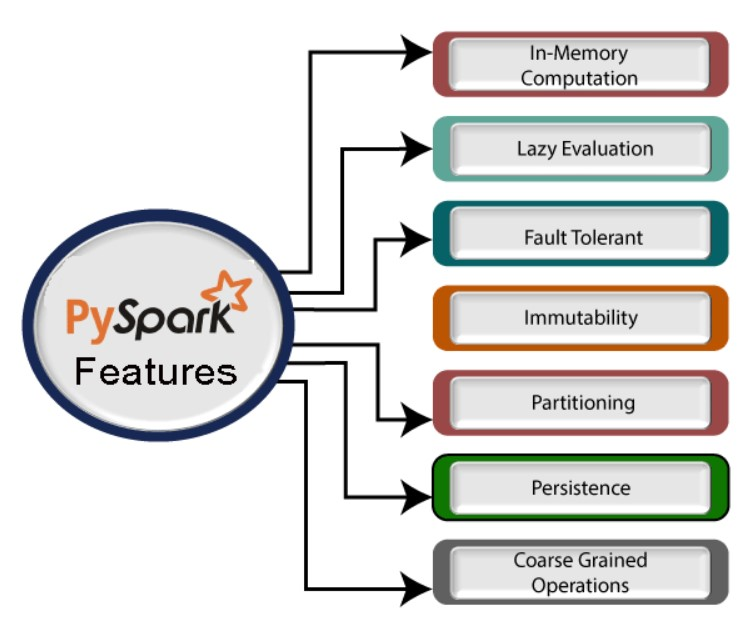 In-Memory
Computation
Lazy Evaluation
Fault Tolerant
PySpark
Features
Immutability
Partitioning
Persistence
Coarse Grained
Operations